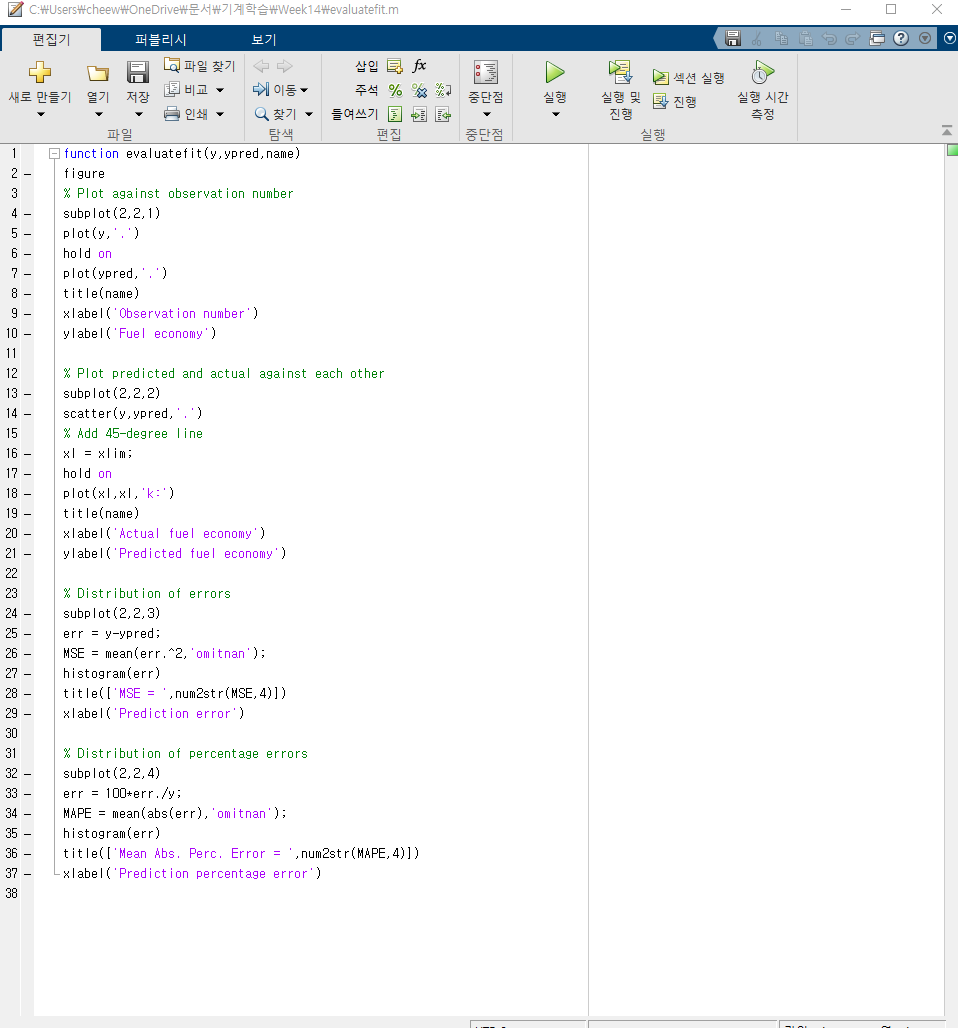 C:₩Users₩cheew₩OneDrive₩문서₩기계학습₩Week14₩evaluatefit.m
편집기 퍼블리시 보기
새로 만들기 열기 저장 파일 찾기 비교 인쇄 이동 찾기 삽입 fx 주석 들여쓰기 중단점 실행 실행 및 진행 섹션 실행 진행 실행 시간 측정
파일 탐색 편집 중단점 실행
1 function evaluatefit(y,ypred,name)
2 – figure
3 % Plot against observation number
4 – subplot(2,2,1)
5 – plot(y,'.')
6 – hold on
7 – plot(ypred,'.')
8 – title(name)
9 – xlabel('Observation number')
10 – ylabel('Fuel economy')
11
12 % Plot predicted and actual against each other
13 – subplot(2,2,2)
14 – scatter(y,ypred,'.')
15 % Add 45-degree line
16 – xl = xlim;
17 – hold on
18 – plot(xl,xl,'k:')
19 – title(name)
20 – xlabel('Actual fuel economy')
21 – ylabel('Predicted fuel economy')
22
23 % Distribution of errors
24 – subplot(2,2,3)
25 – err = y-ypred;
26 – MSE = mean(err.^2,'omitnan');
27 – histogram(err)
28 – title(['MSE = ',num2str(MSE,4)])
29 – xlabel('Prediction error')
30
31 % Distribution of percentage errors
32 – subplot(2,2,4)
33 – err = 100*err./y;
34 – MAPE = mean(abs(err),'omitnan');
35 – histogram(err)
36 – title(['Mean Abs. Perc. Error = ',num2str(MAPE,4)])
37 – xlabel('Prediction percentage error')
38